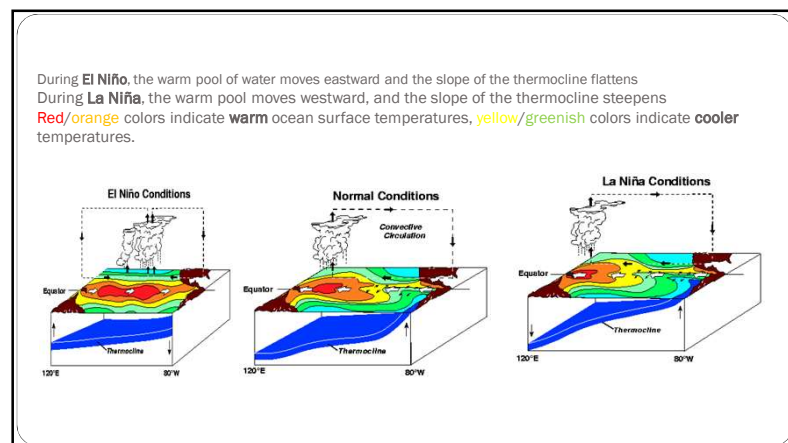 During El Niño, the warm pool of water moves eastward and the slope of the thermocline flattens
During La Niña, the warm pool moves westward, and the slope of the thermocline steepens
Red/orange colors indicate warm ocean surface temperatures, yellow/greenish colors indicate cooler
temperatures.
El Niño Conditions
Equator
Thermocline
120°E
80°W
Normal Conditions
Convective
Circulation
Equator
Thermocline
120°E
80°W
La Niña Conditions
Equator
Thermocline
120°E
80°W